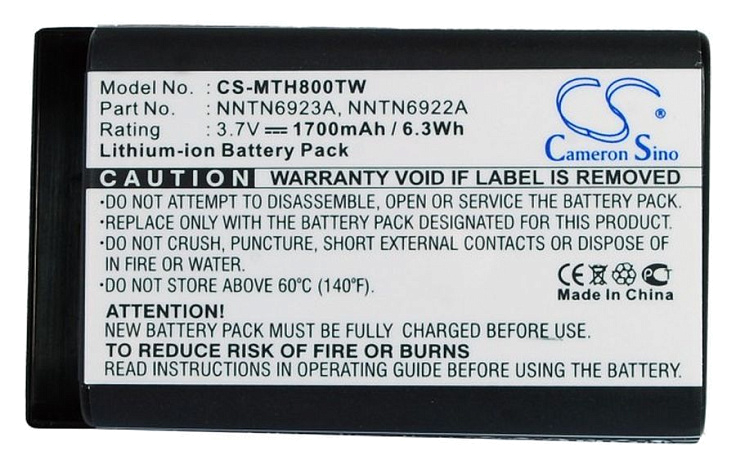 Model No. : CS-MTH800TW
Part No. : NNTN6923A, NNTN6922A
Rating : 3.7V 1700mAh / 6.3Wh
Lithium-ion Battery Pack
CS
Cameron Sino
CAUTION WARRANTY VOID IF LABEL IS REMOVED
•DO NOT ATTEMPT TO DISASSEMBLE, OPEN OR SERVICE THE BATTERY PACK.
•REPLACE ONLY WITH THE BATTERY PACK DESIGNATED FOR THIS PRODUCT.
•DO NOT CRUSH, PUNCTURE, SHORT EXTERNAL CONTACTS OR DISPOSE OF
IN FIRE OR WATER.
•DO NOT STORE ABOVE 60°C (140°F).
CE
Made In China
ATTENTION!
NEW BATTERY PACK MUST BE FULLY CHARGED BEFORE USE.
TO REDUCE RISK OF FIRE OR BURNS
READ INSTRUCTIONS IN OPERATING GUIDE BEFORE USING THE BATTERY.